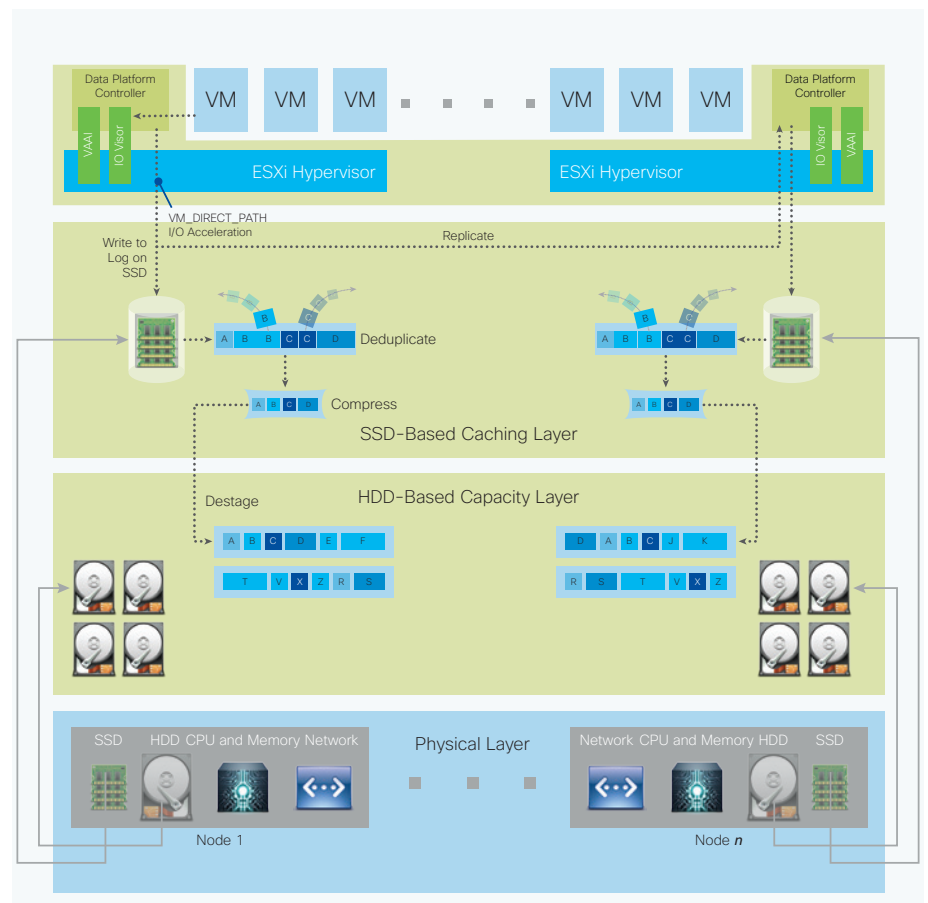 Data Platform
Controller
VM
VM
VM
VM
VM
VM
Data Platform
Controller
VAAI
IO Visor
IO Visor
VAAI
ESXi Hypervisor
ESXi Hypervisor
VM_DIRECT_PATH
I/O Acceleration
Write to
Log on
SSD
Replicate
B
C
B
C
A B B C C D
Deduplicate
A B B C C D
A B C D
Compress
A B C D
SSD-Based Caching Layer
HDD-Based Capacity Layer
Destage
A B C D E F
D A B C J K
T V X Z R S
R S T V X Z
Physical Layer
SSD HDD CPU and Memory Network
Network CPU and Memory HDD SSD
Node 1
Node n